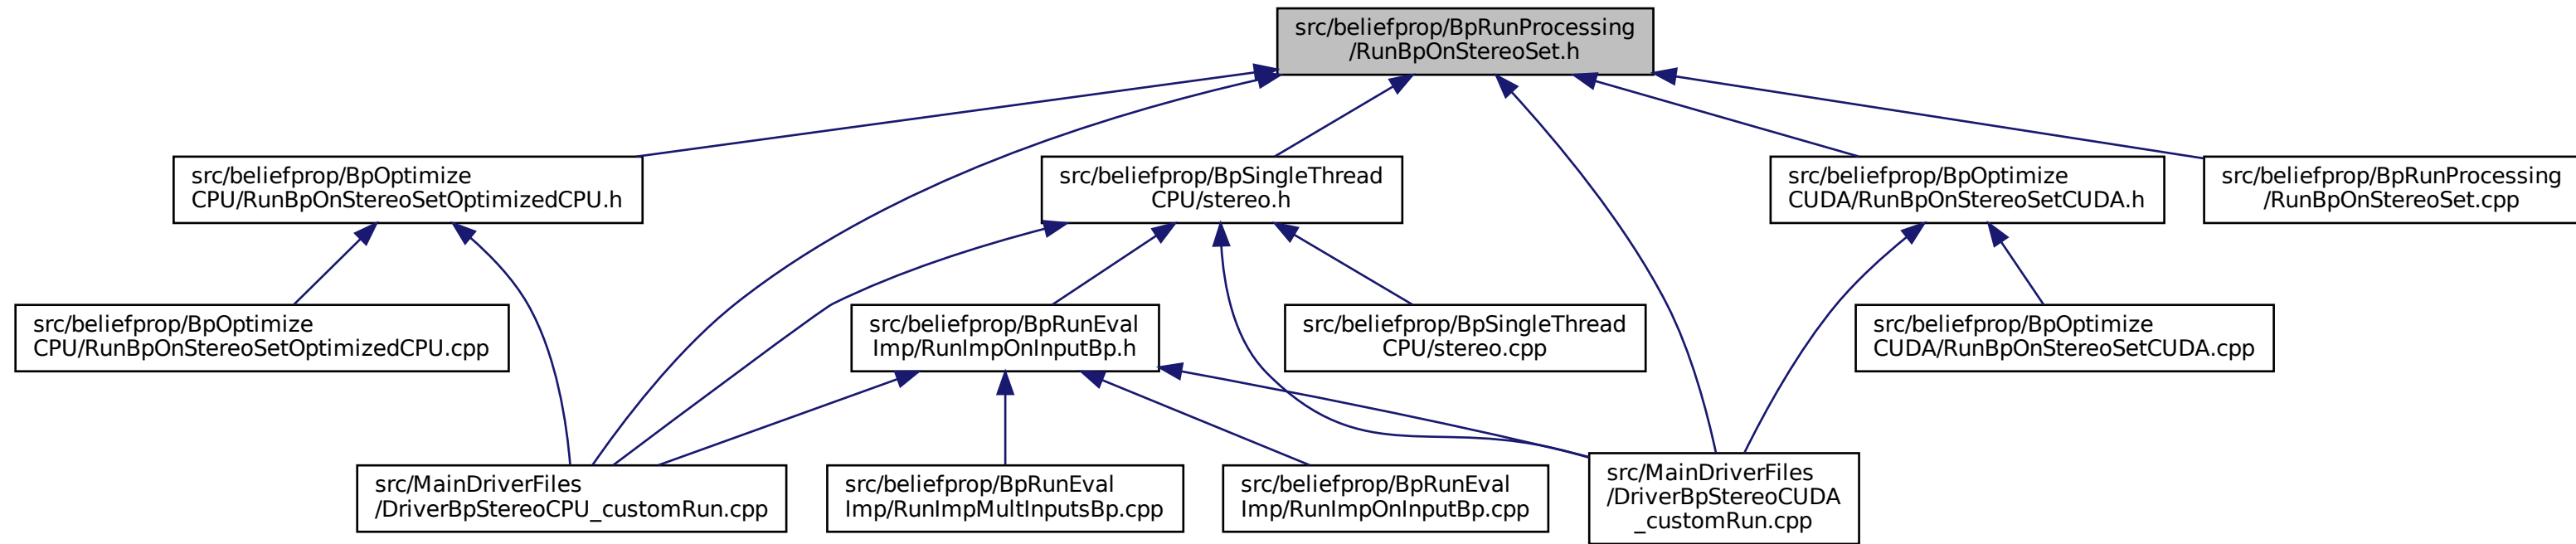 src/beliefprop/BpRunProcessing
/RunBpOnStereoSet.h
src/beliefprop/BpOptimize
CPU/RunBpOnStereoSetOptimizedCPU.h
src/beliefprop/BpSingleThread
CPU/stereo.h
src/beliefprop/BpOptimize
CUDA/RunBpOnStereoSetCUDA.h
src/beliefprop/BpRunProcessing
/RunBpOnStereoSet.cpp
src/beliefprop/BpOptimize
CPU/RunBpOnStereoSetOptimizedCPU.cpp
src/beliefprop/BpRunEval
Imp/RunImpOnInputBp.h
src/beliefprop/BpSingleThread
CPU/stereo.cpp
src/beliefprop/BpOptimize
CUDA/RunBpOnStereoSetCUDA.cpp
src/MainDriverFiles
/DriverBpStereoCPU_customRun.cpp
src/beliefprop/BpRunEval
Imp/RunImpMultInputsBp.cpp
src/beliefprop/BpRunEval
Imp/RunImpOnInputBp.cpp
src/MainDriverFiles
/DriverBpStereoCUDA
_customRun.cpp